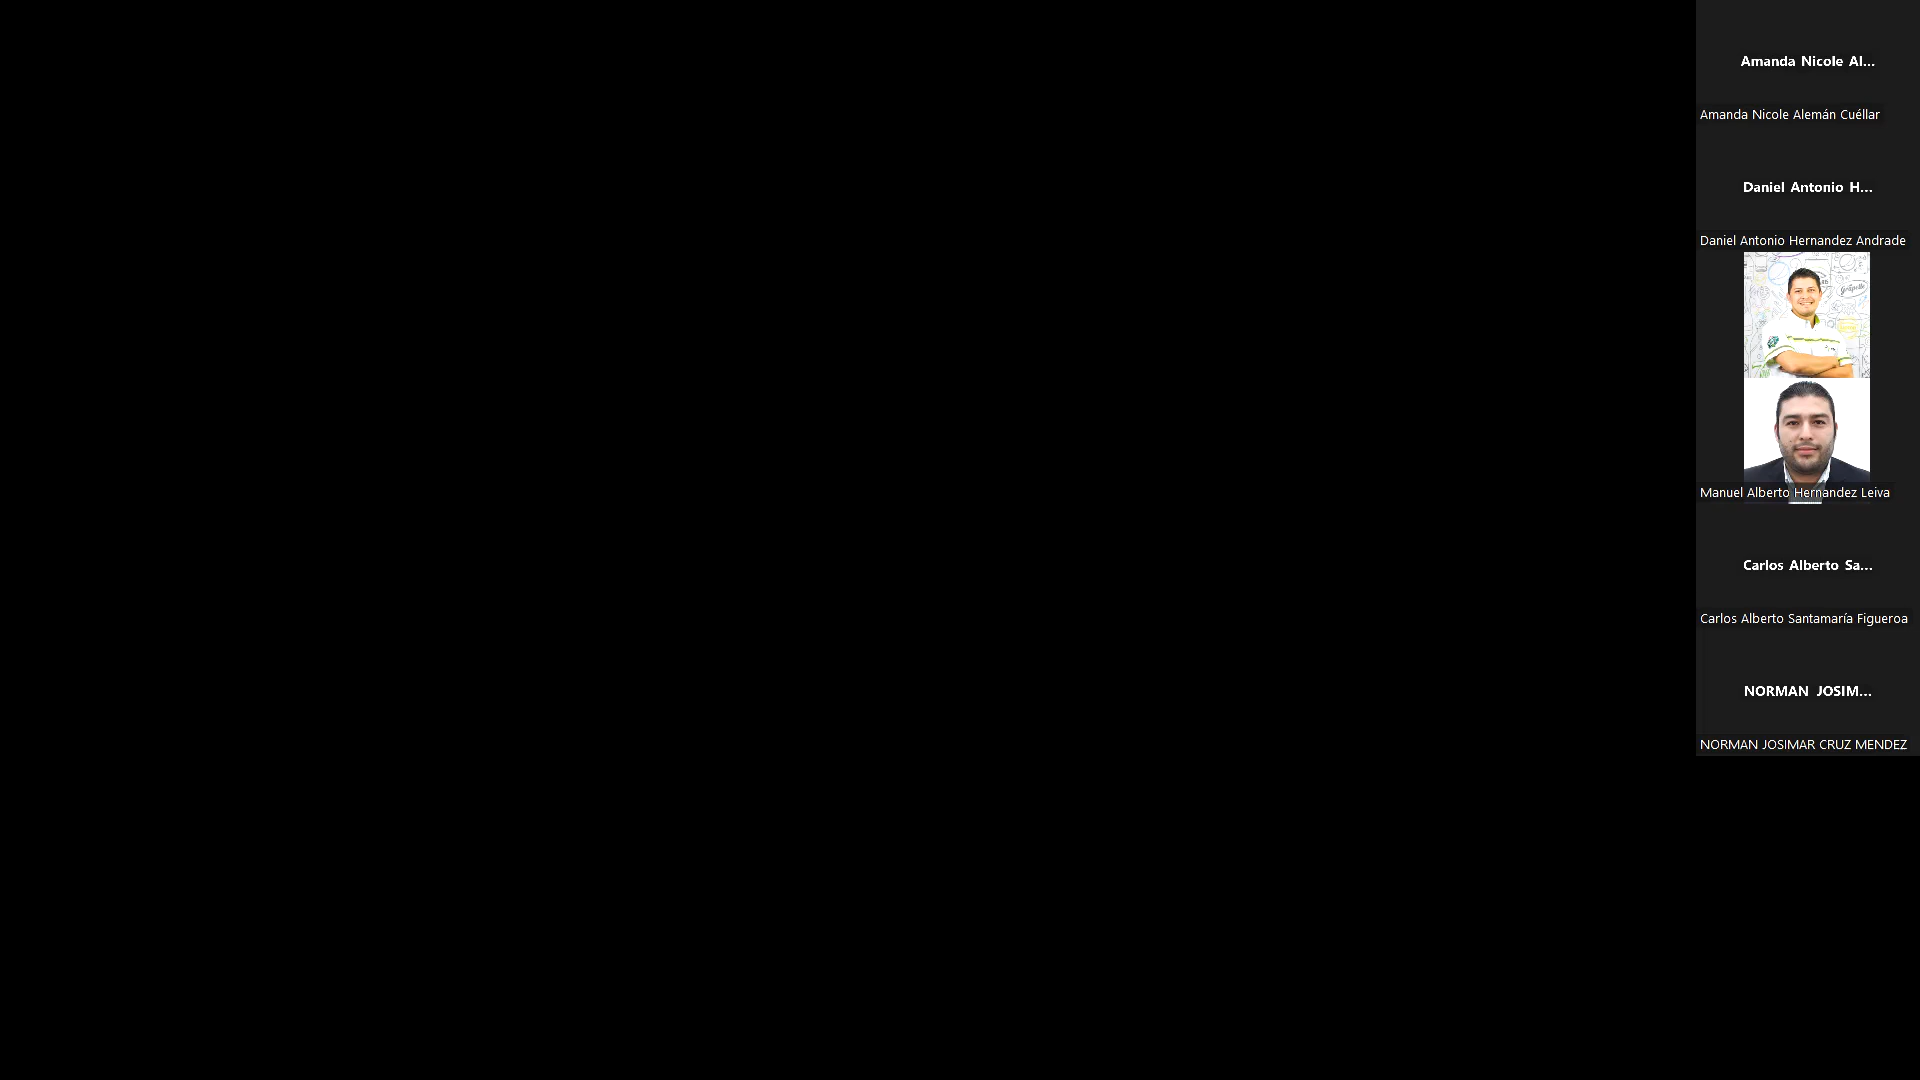 Amanda Nicole Al...
Amanda Nicole Alemán Cuéllar
Daniel Antonio H...
Daniel Antonio Hernandez Andrade
Manuel Alberto Hernandez Leiva
Carlos Alberto Sa...
Carlos Alberto Santamaría Figueroa
NORMAN JOSIM...
NORMAN JOSIMAR CRUZ MENDEZ